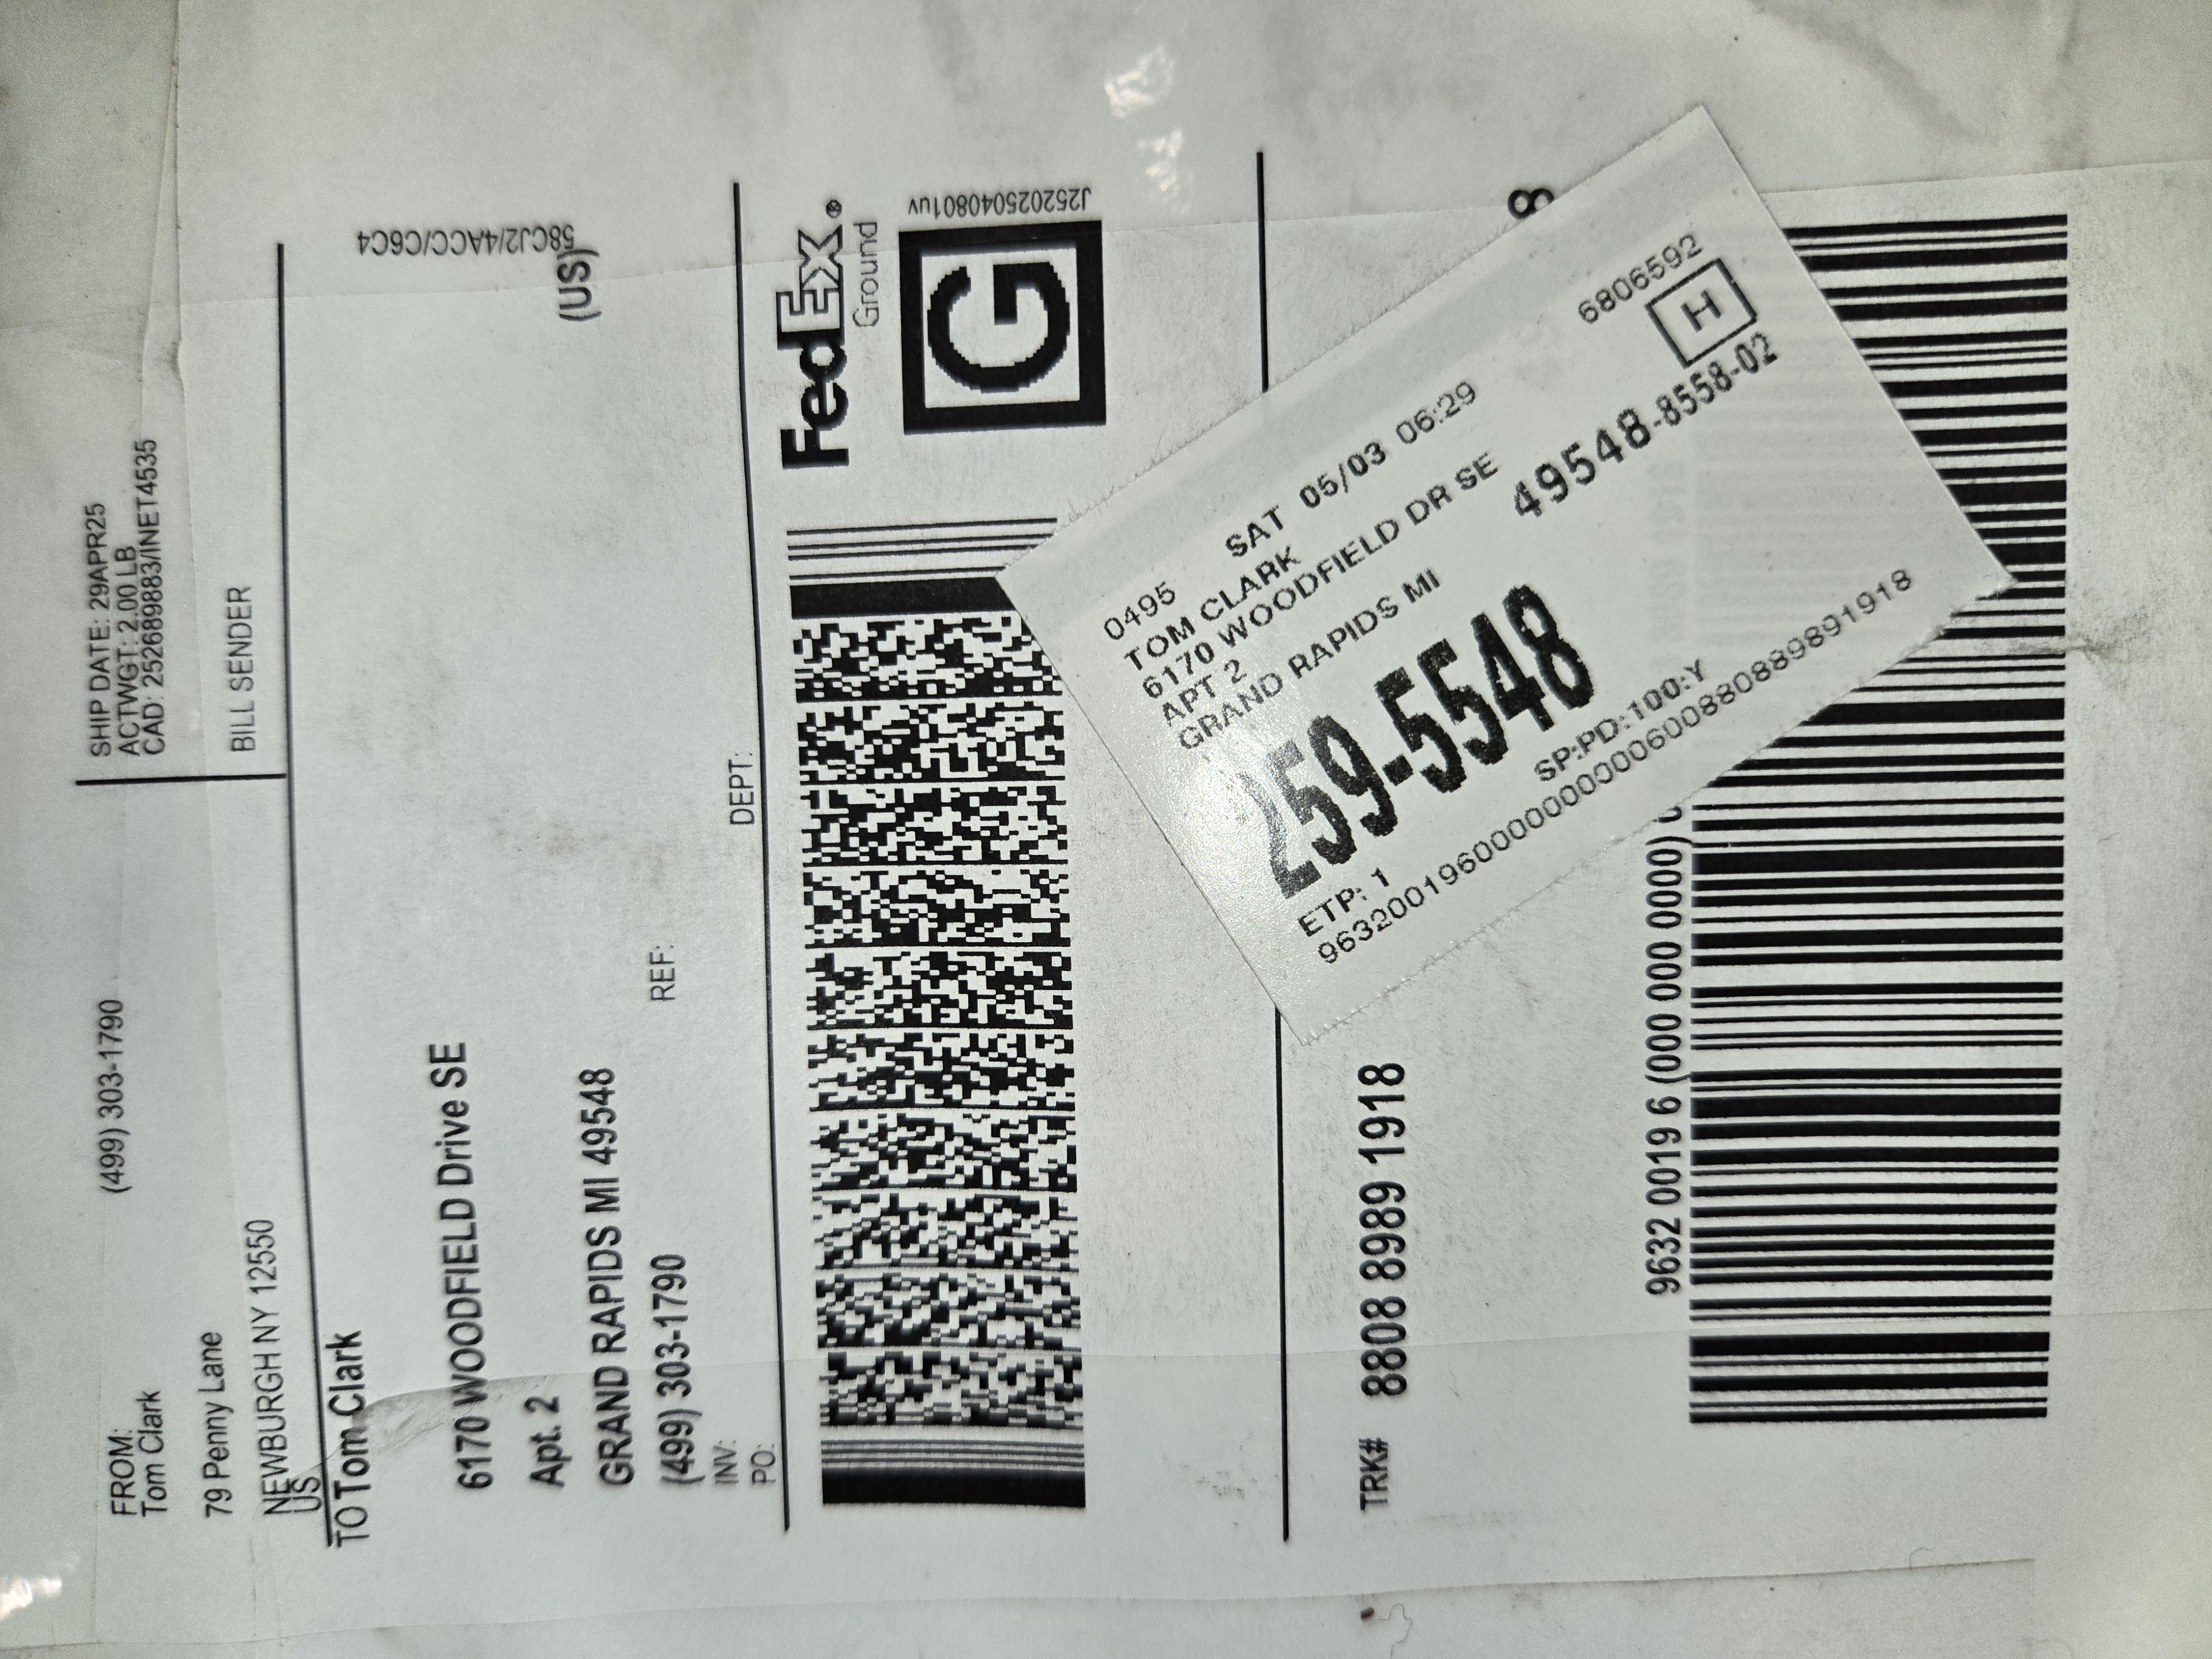 FROM: (499) 303-1790
Tom Clark
79 Penny Lane
NEWBURGH NY 12550
US
SHIP DATE: 29APR25
ACTWGT: 2.00 LB
CAD: 252689883/INET4535
BILL SENDER
TO Tom Clark
6170 WOODFIELD Drive SE
Apt. 2
GRAND RAPIDS MI 49548
(499) 303-1790
REF:
INV:
PO:
DEPT:
58CJ2/4ACC/C6C4
(US)
FedEx®
Ground
G
J252025040801uv
TRK# 8808 8989 1918
8
9632 0019 6 (000 000 0000)
0495 SAT 05/03 06:29
TOM CLARK
6170 WOODFIELD DR SE
APT 2
GRAND RAPIDS MI
6806592
H
49548-8558-02
259-5548
ETP: 1 SP:PD:100:Y
9632001960000000000600880889891918